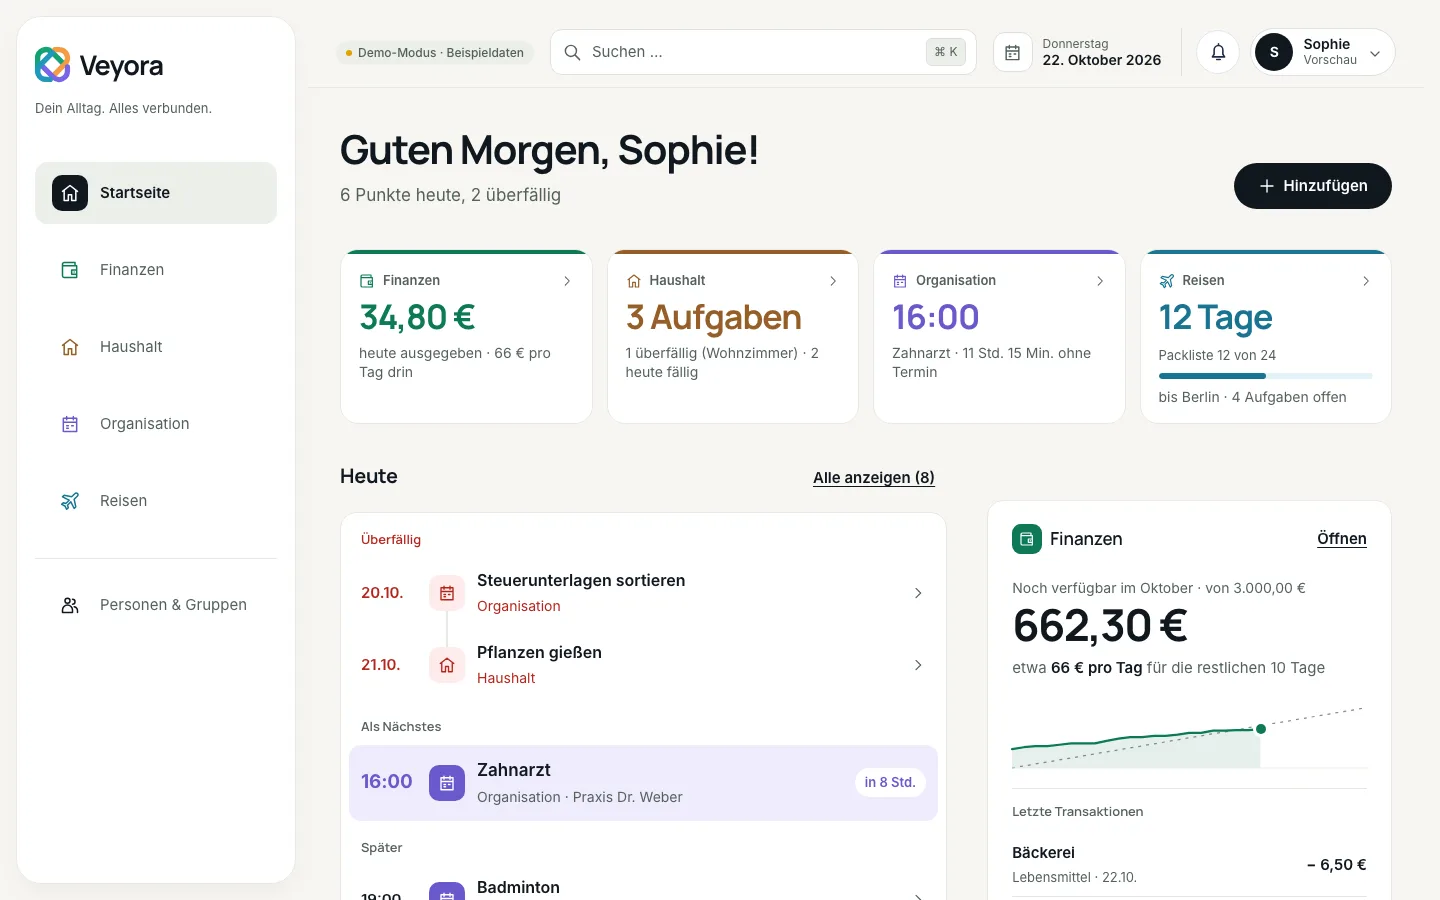 Veyora
Dein Alltag. Alles verbunden.
Startseite
Finanzen
Haushalt
Organisation
Reisen
Personen & Gruppen
Demo-Modus · Beispieldaten
Suchen ...
⌘ K
Donnerstag
22. Oktober 2026
S
Sophie
Vorschau
Guten Morgen, Sophie!
6 Punkte heute, 2 überfällig
Hinzufügen
Finanzen
34,80 €
heute ausgegeben · 66 € pro
Tag drin
Haushalt
3 Aufgaben
1 überfällig (Wohnzimmer) · 2
heute fällig
Organisation
16:00
Zahnarzt · 11 Std. 15 Min. ohne
Termin
Reisen
12 Tage
Packliste 12 von 24
bis Berlin · 4 Aufgaben offen
Heute
Alle anzeigen (8)
Überfällig
20.10.
Steuerunterlagen sortieren
Organisation
21.10.
Pflanzen gießen
Haushalt
Als Nächstes
16:00
Zahnarzt
Organisation · Praxis Dr. Weber
in 8 Std.
Später
19:00
Badminton
Finanzen
Öffnen
Noch verfügbar im Oktober · von 3.000,00 €
662,30 €
etwa 66 € pro Tag für die restlichen 10 Tage
Letzte Transaktionen
Bäckerei
Lebensmittel · 22.10.
− 6,50 €